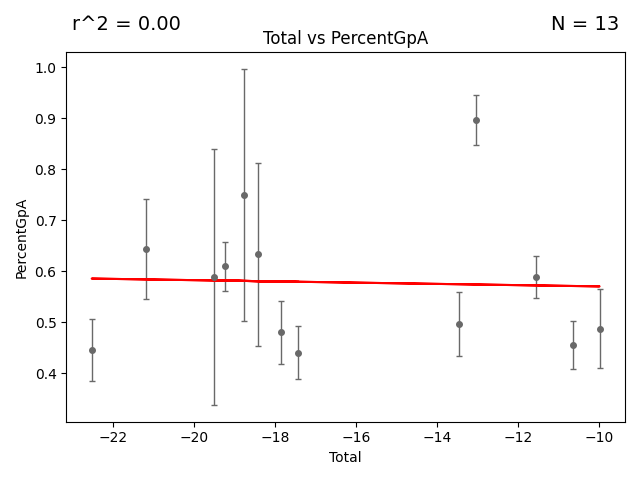 r^2 = 0.00
N = 13
Total vs PercentGpA
1.0
0.9
0.8
0.7
0.6
0.5
0.4
PercentGpA
−22
−20
−18
−16
−14
−12
−10
Total